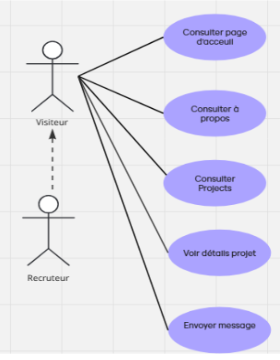 Consulter page
d'acceuil
Consulter à
propos
Visiteur
Consulter
Projects
Voir détails projet
Recruteur
Envoyer message